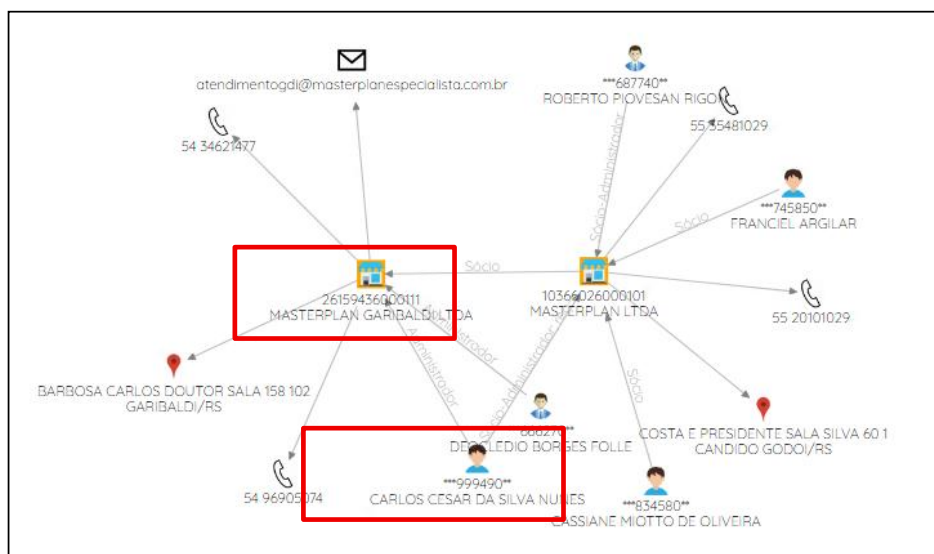 atendimentogdi@masterplanespecialista.com.br
***687740**
ROBERTO PIOVESAN
54 34621477
55 35481029
Sócio-Administrador
***745850**
FRANCIEL ARGILAR
Sócio
Sócio
26159436000111
MASTERPLAN GARIBALDI LTDA
10366026000101
MASTERPLAN LTDA
55 20101029
Administrador
Administrador
Sócio-Administrador
Sócio
BARBOSA CARLOS DOUTOR SALA 158 102
GARIBALDI/RS
BORGES FOLLE
COSTA E PRESIDENTE SALA SILVA 60 1
CANDIDO GODOI/RS
54 96905074
***999490**
CARLOS CESAR DA SILVA NUNES
***834580**
CASSIANE MIOTTO DE OLIVEIRA